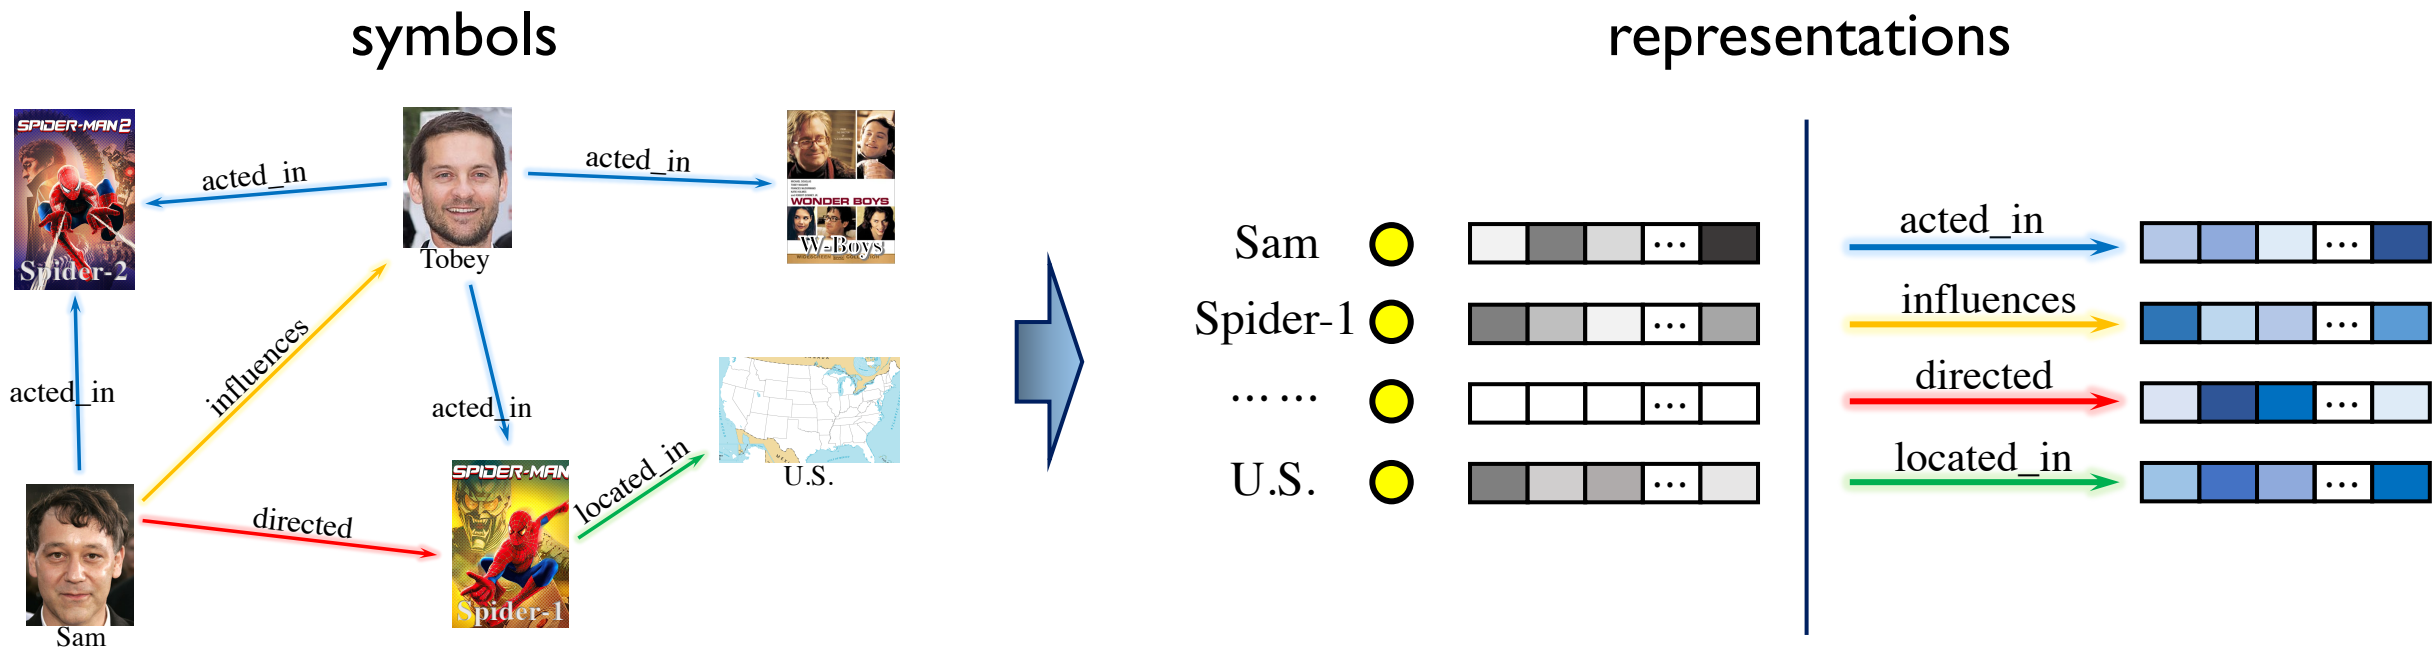 symbols
representations
SPIDER-MAN 2
Spider-2
acted_in
Tobey
acted_in
WONDER BOYS
W-Boys
acted_in
influences
acted_in
located_in
U.S.
directed
SPIDER-MAN
Spider-1
Sam
Sam
...
Spider-1
...
... ...
...
U.S.
...
acted_in
...
influences
...
directed
...
located_in
...